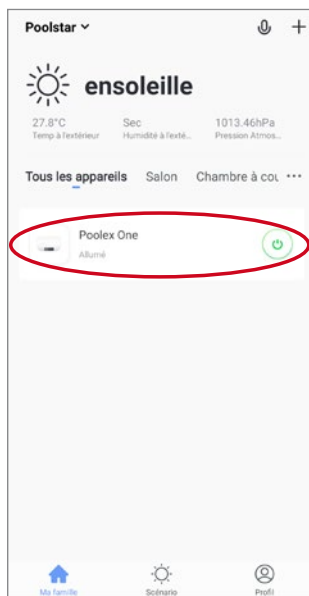 Poolstar
ensoleille
27.8°C Sec 1013.46hPa
Temp à l'extérieur Humidité à l'exté... Pression Atmos...
Tous les appareils Salon Chambre à cou ...
Poolex One
Allumé
Ma famille Scénario Profil